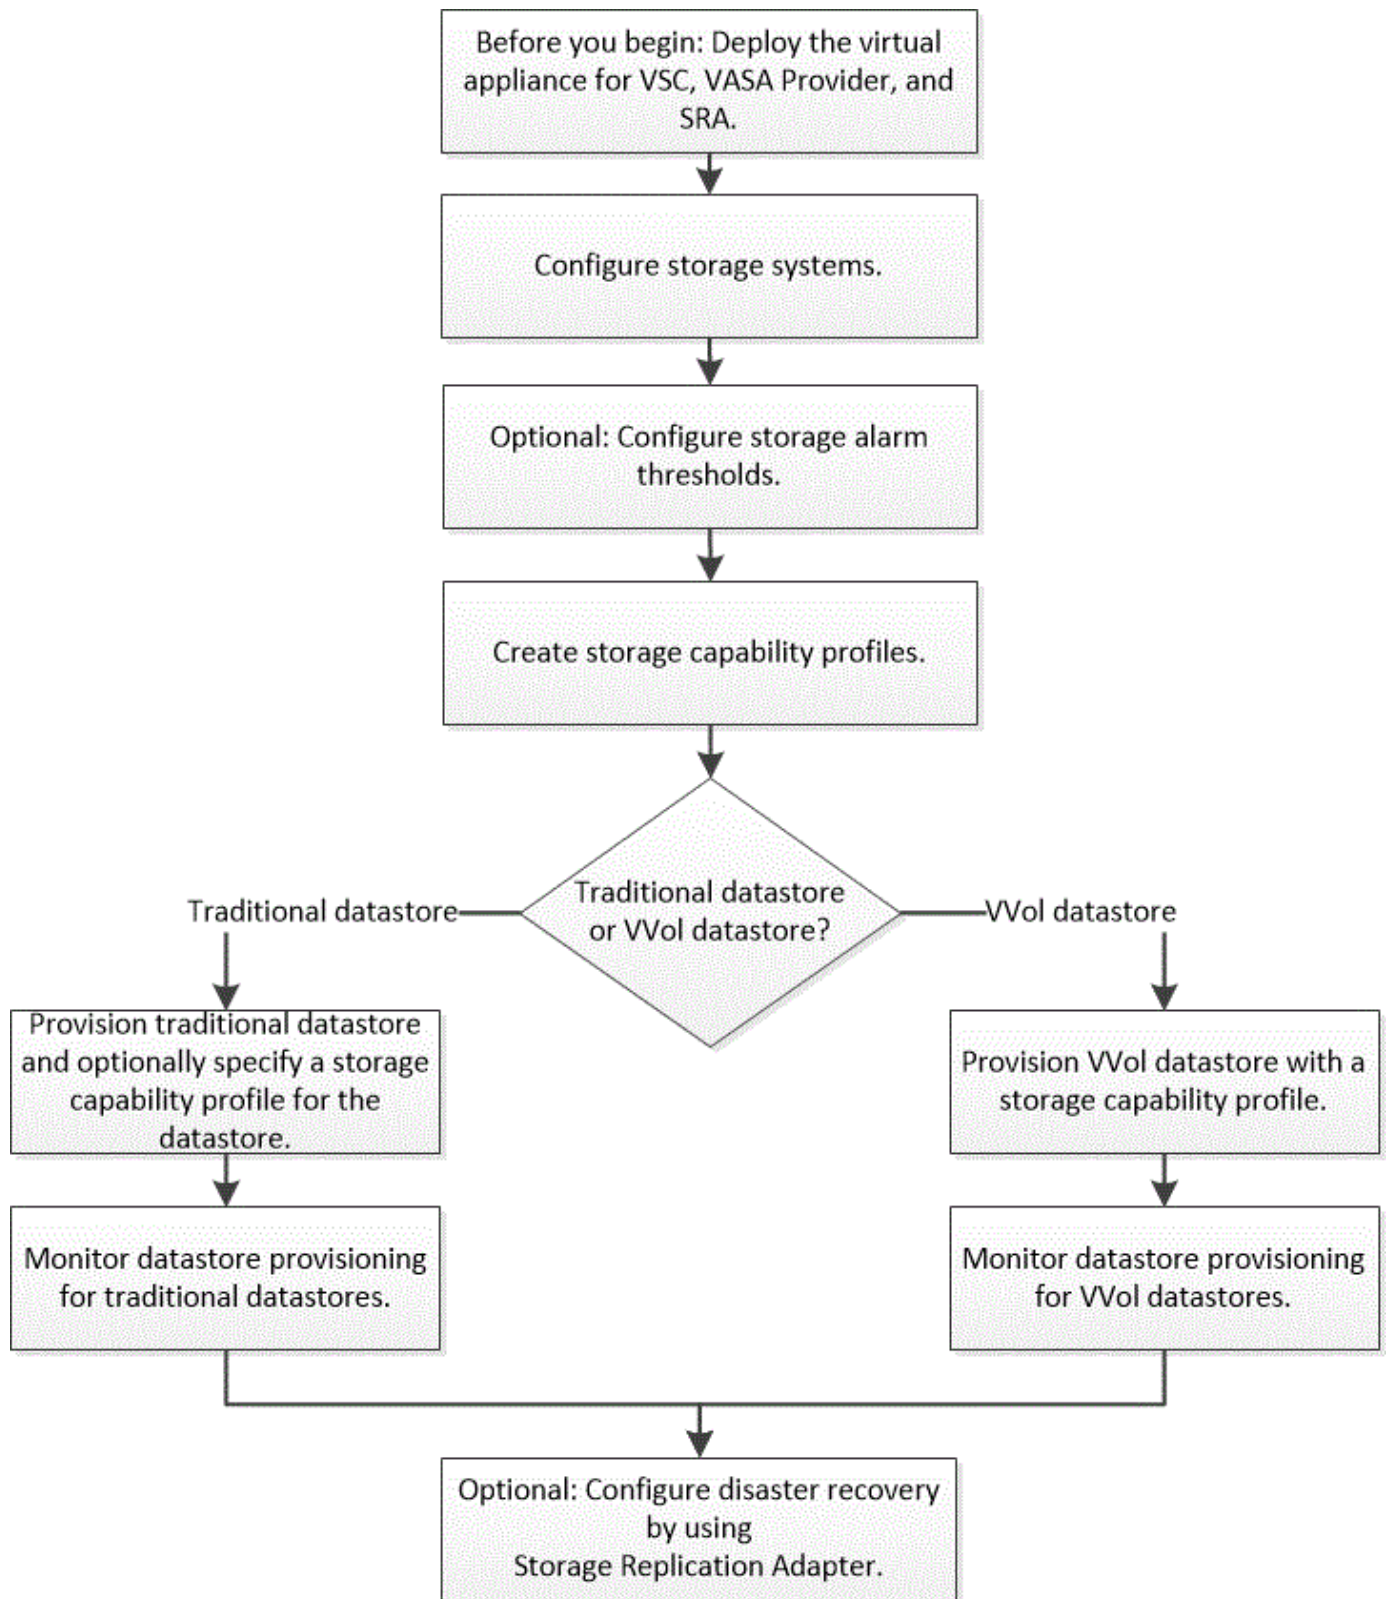 Before you begin: Deploy the virtual
appliance for VSC, VASA Provider, and
SRA.
Configure storage systems.
Optional: Configure storage alarm
thresholds.
Create storage capability profiles.
Traditional datastore
or VVol datastore?
Traditional datastore
VVol datastore
Provision traditional datastore
and optionally specify a storage
capability profile for the
datastore.
Provision VVol datastore with a
storage capability profile.
Monitor datastore provisioning
for traditional datastores.
Monitor datastore provisioning
for VVol datastores.
Optional: Configure disaster recovery
by using
Storage Replication Adapter.